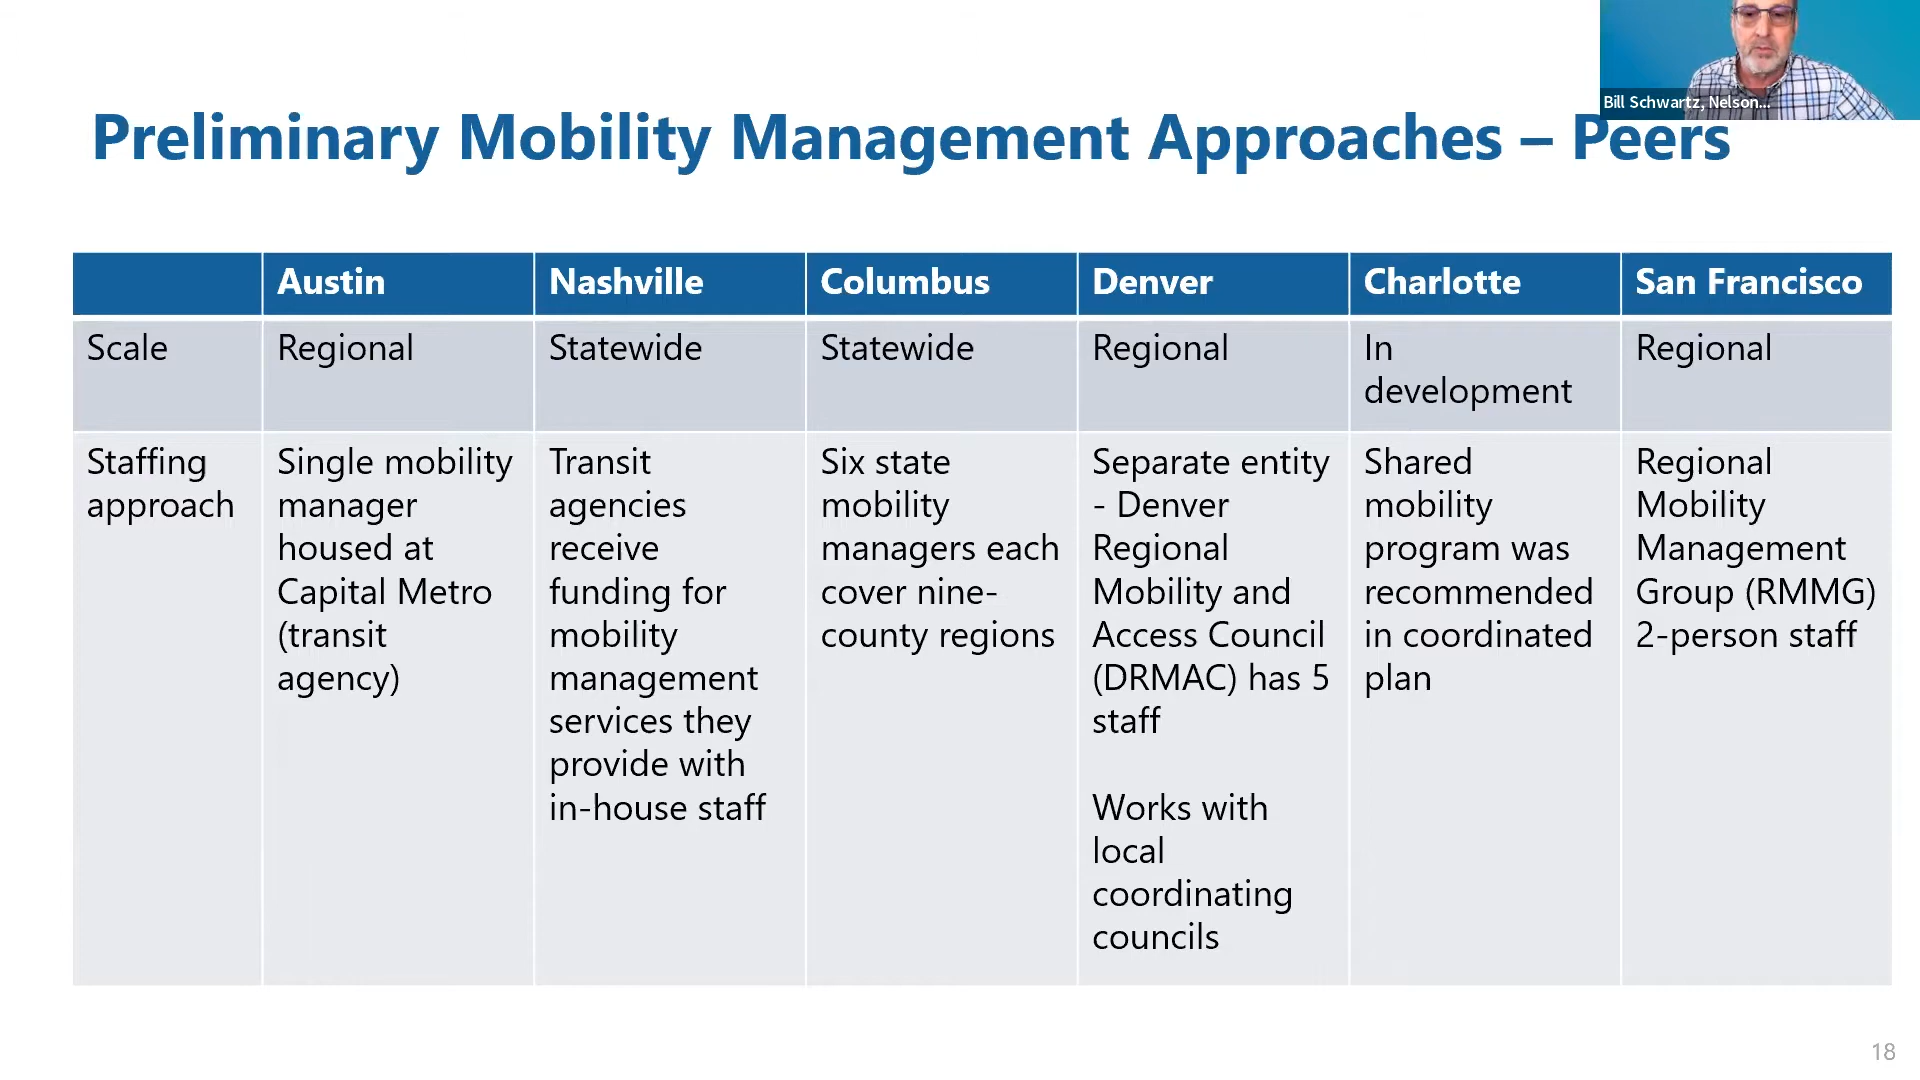 Bill Schwartz, Nelson...
Preliminary Mobility Management Approaches – Peers
Austin
Nashville
Columbus
Denver
Charlotte
San Francisco
Scale
Regional
Statewide
Statewide
Regional
In
development
Regional
Staffing
approach
Single mobility
manager
housed at
Capital Metro
(transit
agency)
Transit
agencies
receive
funding for
mobility
management
services they
provide with
in-house staff
Six state
mobility
managers each
cover nine-
county regions
Separate entity
- Denver
Regional
Mobility and
Access Council
(DRMAC) has 5
staff
Works with
local
coordinating
councils
Shared
mobility
program was
recommended
in coordinated
plan
Regional
Mobility
Management
Group (RMMG)
2-person staff
18